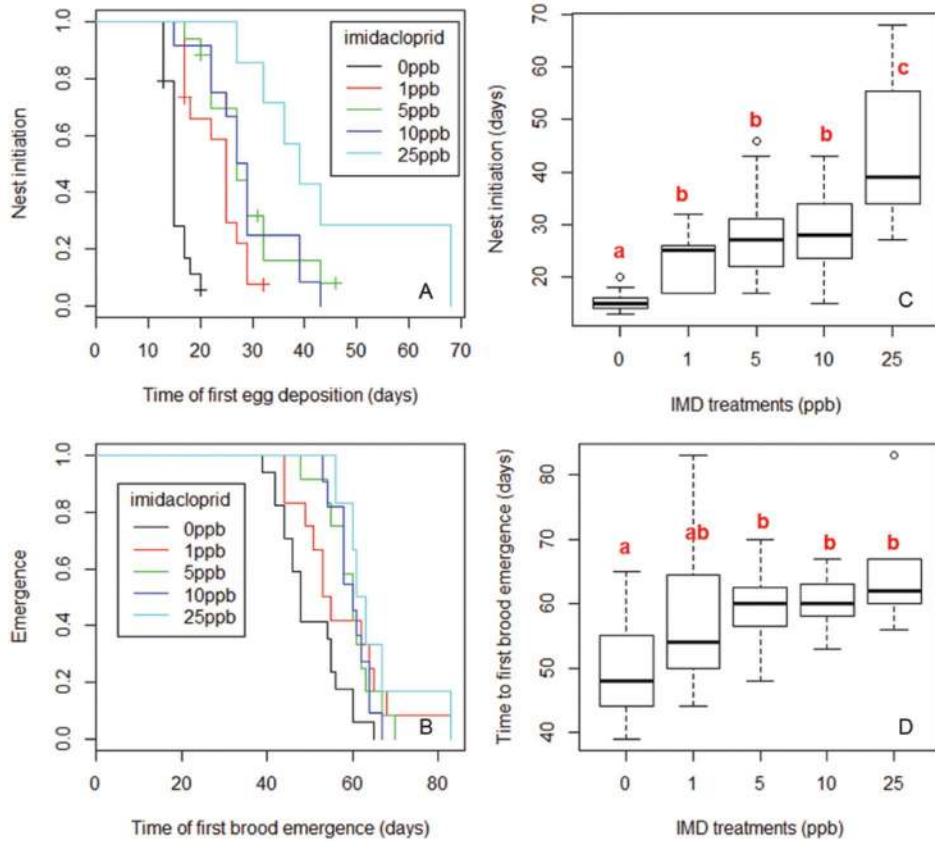 Nest initiation
1.0
0.8
0.6
0.4
0.2
0.0
imidacloprid
0ppb
1ppb
5ppb
10ppb
25ppb
A
0 10 20 30 40 50 60 70
Time of first egg deposition (days)
Nest initiation (days)
70
60
50
40
30
20
a
b
b
b
c
C
0 1 5 10 25
IMD treatments (ppb)
Emergence
1.0
0.8
0.6
0.4
0.2
0.0
imidacloprid
0ppb
1ppb
5ppb
10ppb
25ppb
B
0 20 40 60 80
Time of first brood emergence (days)
Time to first brood emergence (days)
80
70
60
50
40
a
ab
b
b
b
D
0 1 5 10 25
IMD treatments (ppb)